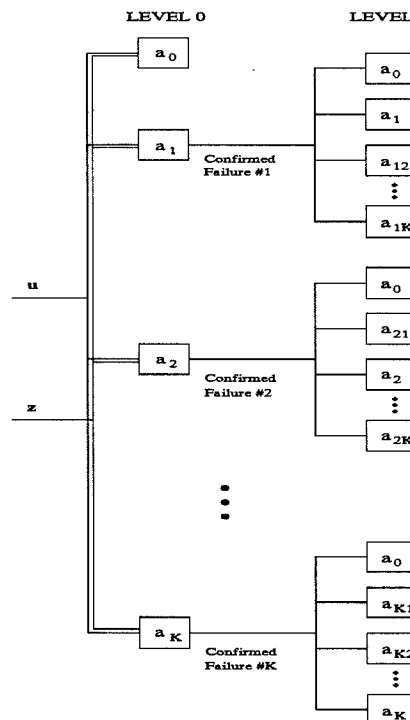 LEVEL 0
LEVEL
a0
a1
Confirmed
Failure #1
a0
a1
a12
a1K
u
z
a2
Confirmed
Failure #2
a0
a21
a2
a2K
aK
Confirmed
Failure #K
a0
aK1
aK2
aK